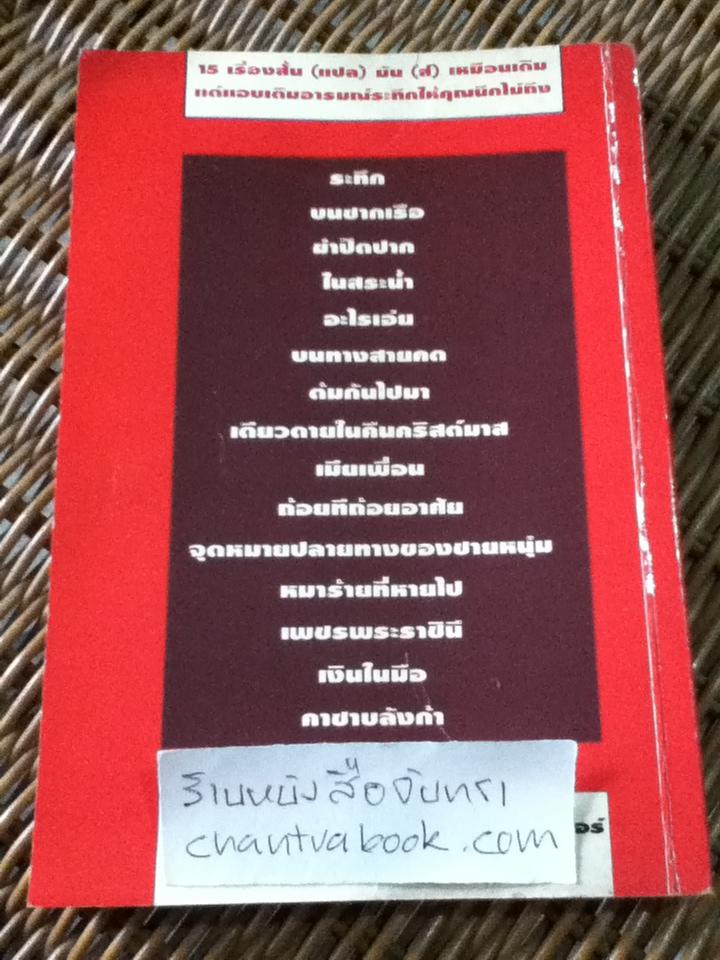 15 เรื่องสั้น (แปล) มัน (ส์) เหมือนเดิม
แต่แอบเติมอารมณ์ระทึกให้คุณนึกไม่ถึง
ระทึก
บนซากเรือ
ฆ่าปิดปาก
ในสระน้ำ
อะไรเอ่ย
บนทางสายคด
ต้มกันไปมา
เดียวดายในคืนคริสต์มาส
เมียเพื่อน
ถ้อยทีถ้อยอาศัย
จุดหมายปลายทางของชายหนุ่ม
หมาร้ายที่หายไป
เพชรพระราชินี
เงินในมือ
คาซาบลังก้า
ร้านหนังสือจันทรา
chantrabook.com
อร์